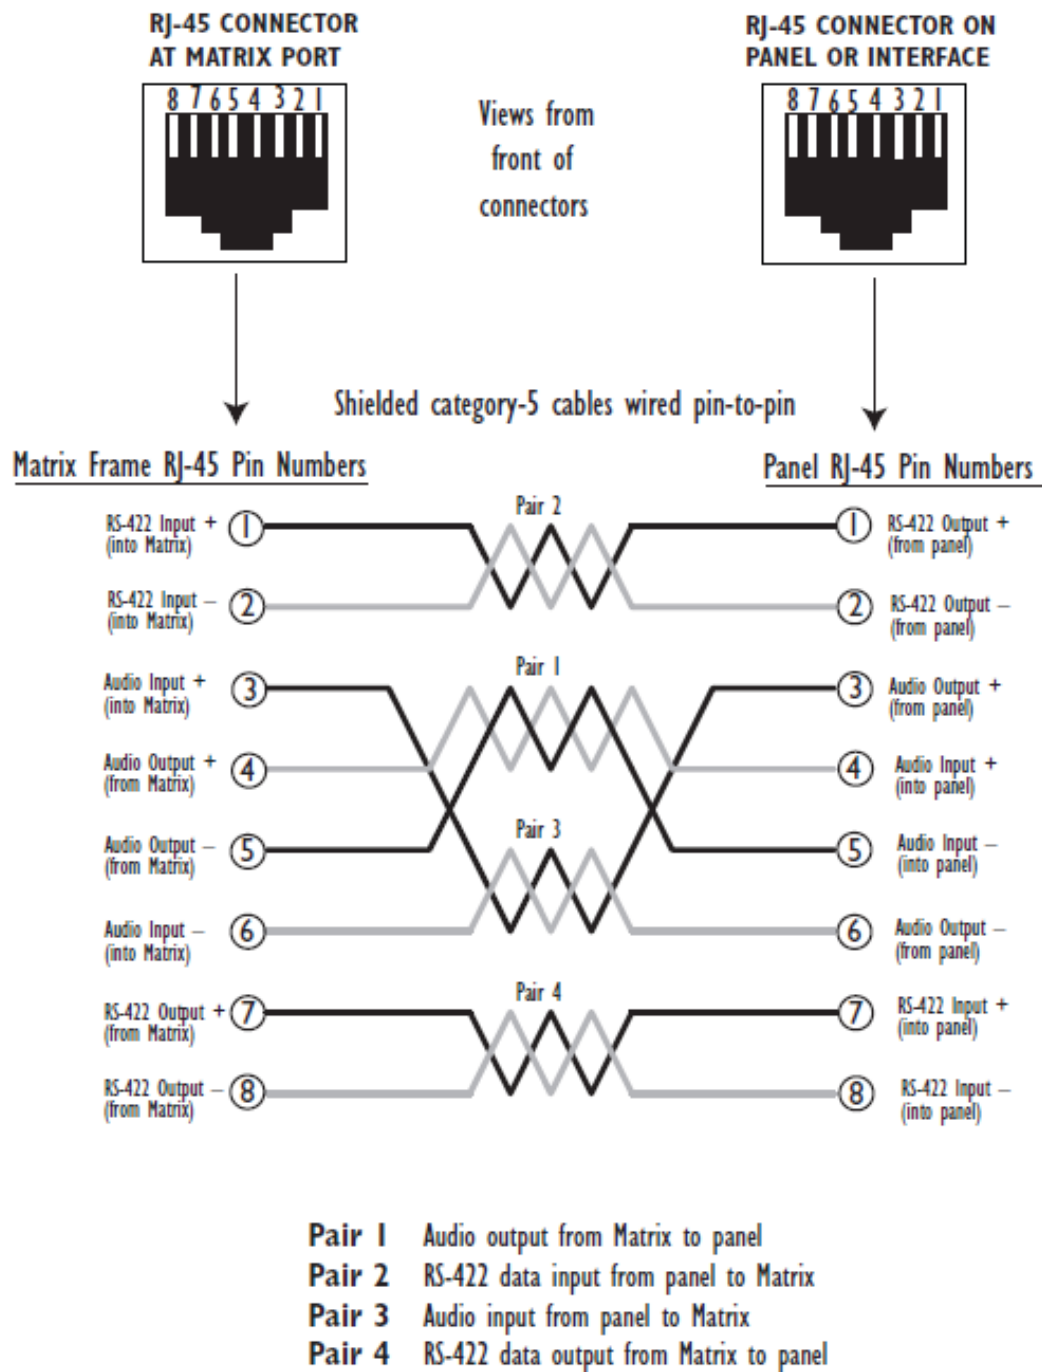 RJ-45 CONNECTOR
AT MATRIX PORT
RJ-45 CONNECTOR ON
PANEL OR INTERFACE
8 7 6 5 4 3 2 1
8 7 6 5 4 3 2 1
Views from
front of
connectors
Shielded category-5 cables wired pin-to-pin
Matrix Frame RJ-45 Pin Numbers
Panel RJ-45 Pin Numbers
Pair 2
RS-422 Input +
(into Matrix)
1
1
RS-422 Output +
(from panel)
RS-422 Input –
(into Matrix)
2
2
RS-422 Output –
(from panel)
Pair 1
Audio Input +
(into Matrix)
3
3
Audio Output +
(from panel)
Audio Output +
(from Matrix)
4
4
Audio Input +
(into panel)
Pair 3
Audio Output –
(from Matrix)
5
5
Audio Input –
(into panel)
Audio Input –
(into Matrix)
6
6
Audio Output –
(from panel)
Pair 4
RS-422 Output +
(from Matrix)
7
7
RS-422 Input +
(into panel)
RS-422 Output –
(from Matrix)
8
8
RS-422 Input –
(into panel)
Pair 1 Audio output from Matrix to panel
Pair 2 RS-422 data input from panel to Matrix
Pair 3 Audio input from panel to Matrix
Pair 4 RS-422 data output from Matrix to panel